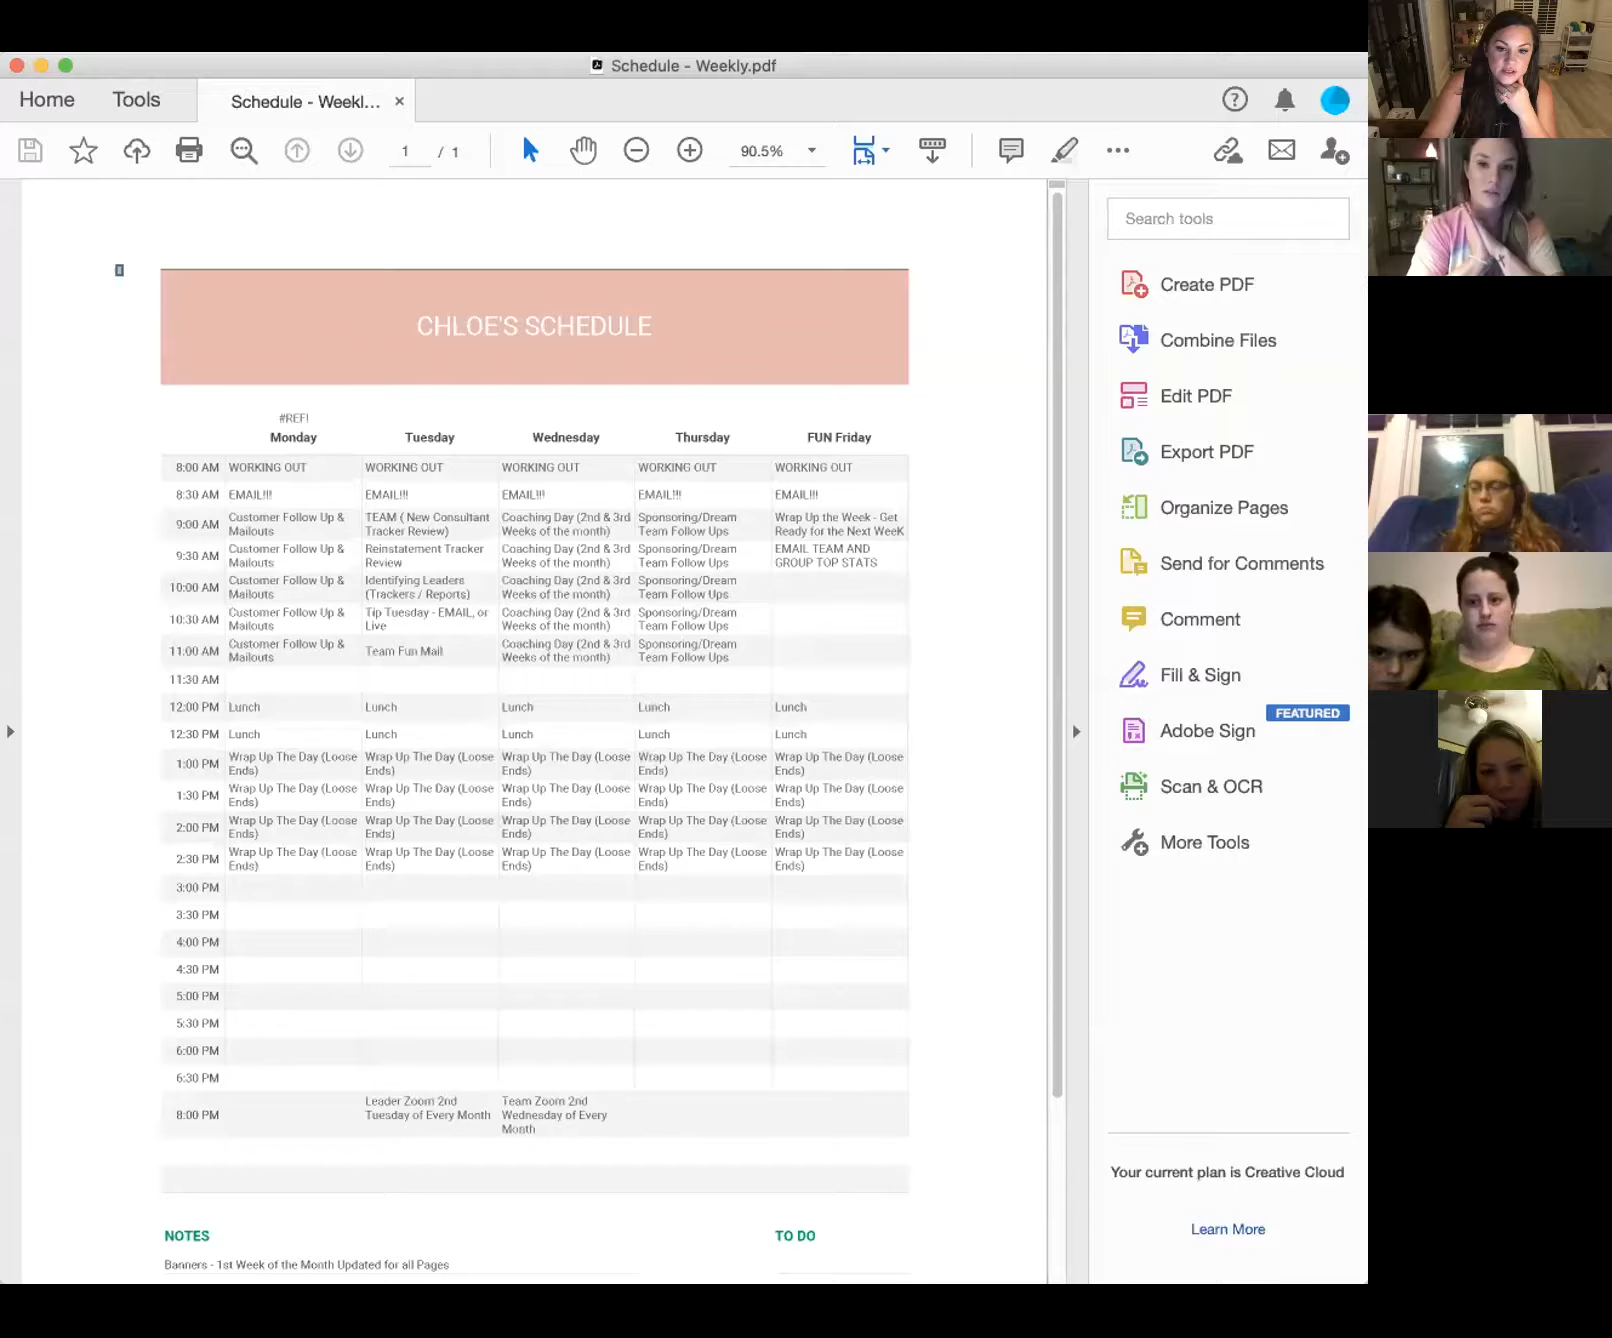 Schedule - Weekly.pdf
Home
Tools
Schedule - Weekl...
1 / 1
90.5%
Search tools
Create PDF
Combine Files
Edit PDF
Export PDF
Organize Pages
Send for Comments
Comment
Fill & Sign
FEATURED
Adobe Sign
Scan & OCR
More Tools
Your current plan is Creative Cloud
Learn More
CHLOE'S SCHEDULE
#REF!
Monday Tuesday Wednesday Thursday FUN Friday
8:00 AM WORKING OUT WORKING OUT WORKING OUT WORKING OUT WORKING OUT
8:30 AM EMAIL!!! EMAIL!!! EMAIL!!! EMAIL!!! EMAIL!!!
Customer Follow Up & TEAM ( New Consultant Coaching Day (2nd & 3rd Sponsoring/Dream Wrap Up the Week - Get
9:00 AM
Mailouts Tracker Review) Weeks of the month) Team Follow Ups Ready for the Next WeeK
Customer Follow Up & Reinstatement Tracker Coaching Day (2nd & 3rd Sponsoring/Dream EMAIL TEAM AND
9:30 AM
Mailouts Review Weeks of the month) Team Follow Ups GROUP TOP STATS
Customer Follow Up & Identifying Leaders Coaching Day (2nd & 3rd Sponsoring/Dream
10:00 AM
Mailouts (Trackers / Reports) Weeks of the month) Team Follow Ups
Customer Follow Up & Tip Tuesday - EMAIL, or Coaching Day (2nd & 3rd Sponsoring/Dream
10:30 AM
Mailouts Live Weeks of the month) Team Follow Ups
Customer Follow Up & Coaching Day (2nd & 3rd Sponsoring/Dream
11:00 AM Team Fun Mail
Mailouts Weeks of the month) Team Follow Ups
11:30 AM
12:00 PM Lunch Lunch Lunch Lunch Lunch
12:30 PM Lunch Lunch Lunch Lunch Lunch
Wrap Up The Day (Loose Wrap Up The Day (Loose Wrap Up The Day (Loose Wrap Up The Day (Loose Wrap Up The Day (Loose
1:00 PM
Ends) Ends) Ends) Ends) Ends)
Wrap Up The Day (Loose Wrap Up The Day (Loose Wrap Up The Day (Loose Wrap Up The Day (Loose Wrap Up The Day (Loose
1:30 PM
Ends) Ends) Ends) Ends) Ends)
Wrap Up The Day (Loose Wrap Up The Day (Loose Wrap Up The Day (Loose Wrap Up The Day (Loose Wrap Up The Day (Loose
2:00 PM
Ends) Ends) Ends) Ends) Ends)
Wrap Up The Day (Loose Wrap Up The Day (Loose Wrap Up The Day (Loose Wrap Up The Day (Loose Wrap Up The Day (Loose
2:30 PM
Ends) Ends) Ends) Ends) Ends)
3:00 PM
3:30 PM
4:00 PM
4:30 PM
5:00 PM
5:30 PM
6:00 PM
6:30 PM
Leader Zoom 2nd Team Zoom 2nd
8:00 PM Tuesday of Every Month Wednesday of Every
Month
NOTES TO DO
Banners - 1st Week of the Month Updated for all Pages